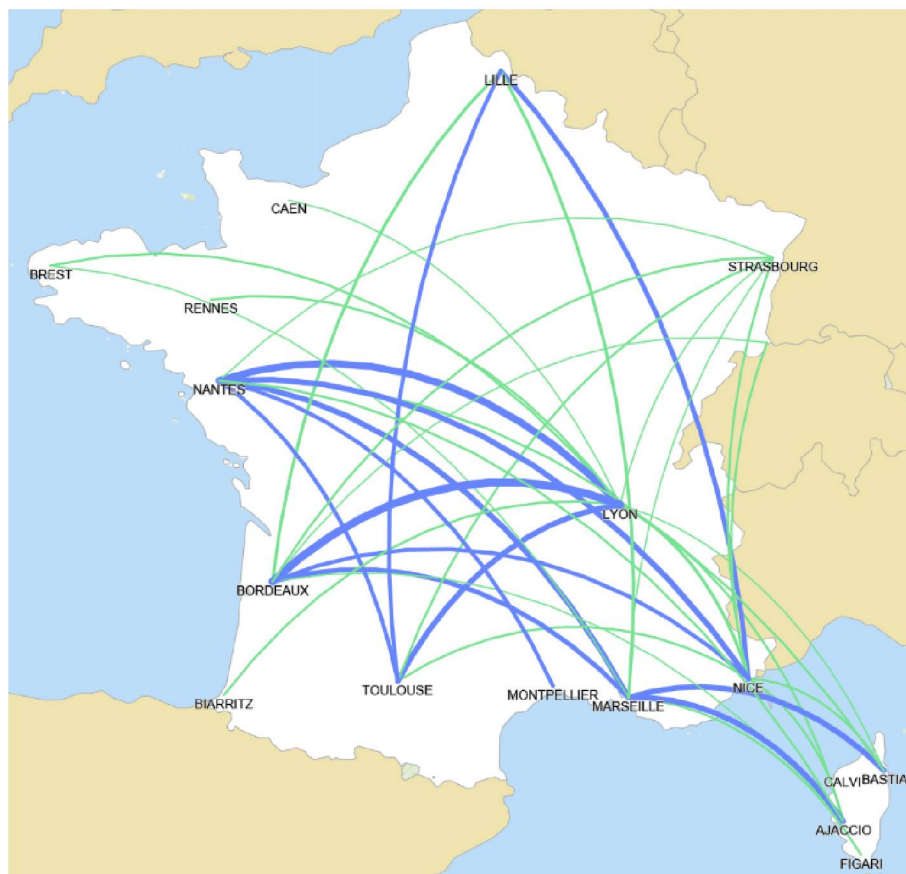 LILLE
CAEN
STRASBOURG
BREST
RENNES
NANTES
LYON
BORDEAUX
TOULOUSE
NICE
MONTPELLIER
BIARRITZ
MARSEILLE
CALVI
BASTIA
AJACCIO
FIGARI